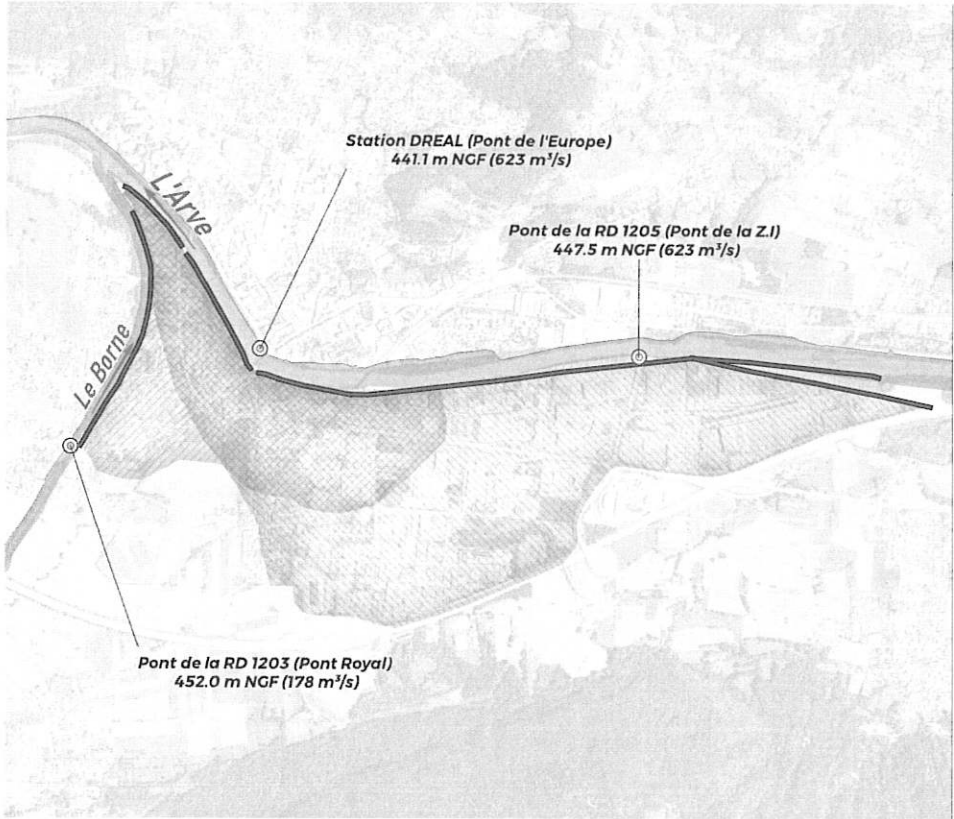 Station DREAL (Pont de l'Europe)
441.1 m NGF (623 m³/s)
L'Arve
Pont de la RD 1205 (Pont de la Z.I)
447.5 m NGF (623 m³/s)
Le Borne
Pont de la RD 1203 (Pont Royal)
452.0 m NGF (178 m³/s)